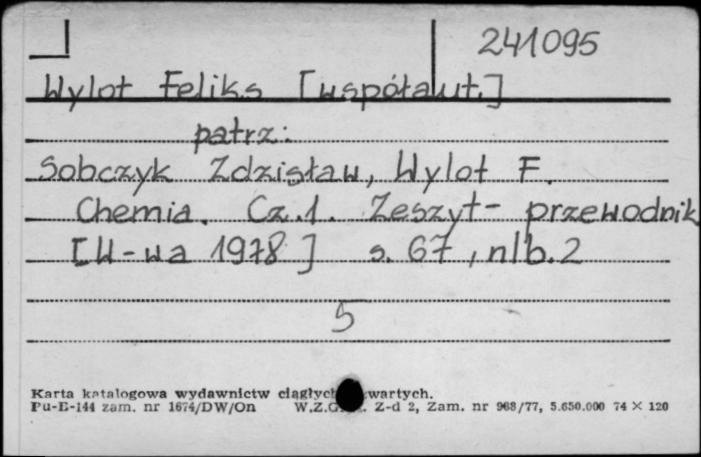 241095
Wylot Feliks [współaut.]
patrz:
Sobczyk Zdzisław, Wylot F.
Chemia. Cz.1. Zeszyt- przewodnik
[W-wa 1978] s. 67, nlb. 2
5
Karta katalogowa wydawnictw ciągłych wartych.
Pu-E-144 zam. nr 1674/DW/On W.Z.G. Z-d 2, Zam. nr 968/77, 5.650.000 74 × 120